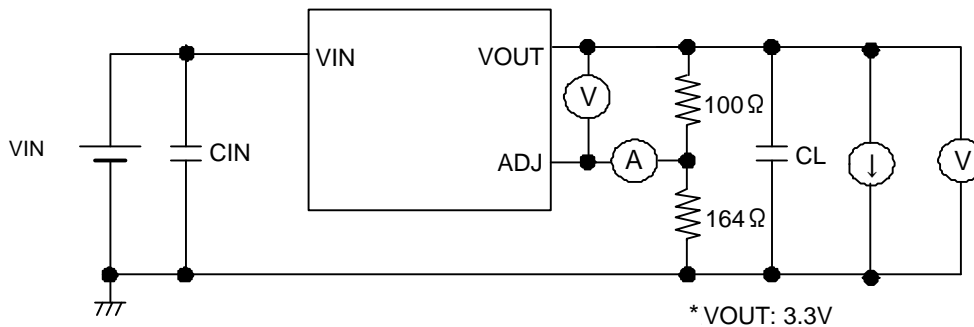 VIN
VOUT
V
100Ω
VIN
CIN
ADJ
A
CL
↓
V
164Ω
* VOUT: 3.3V